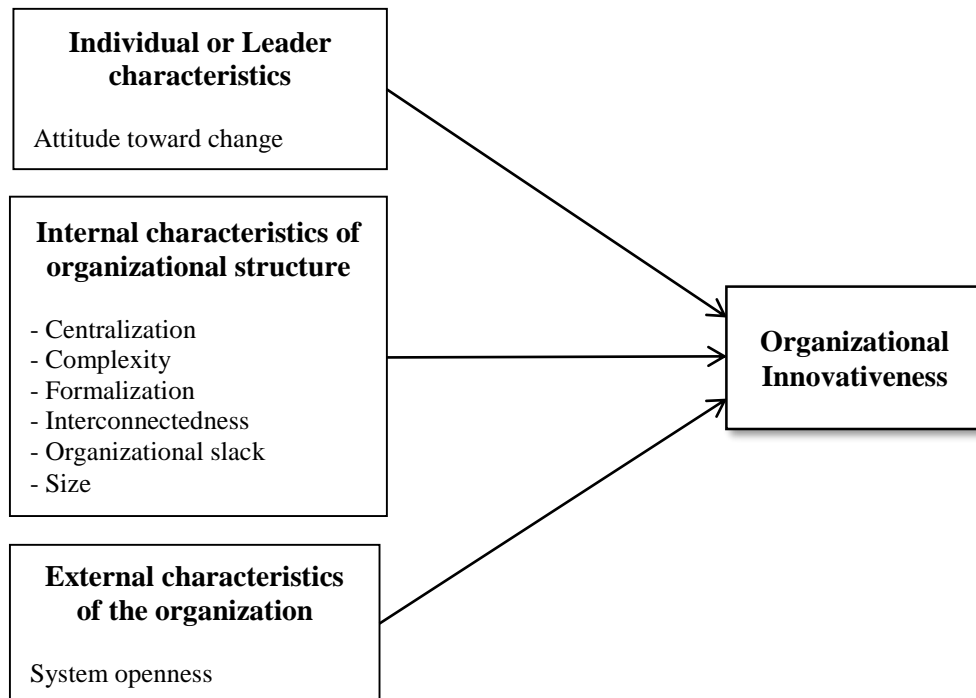 Individual or Leader
characteristics
Attitude toward change
Internal characteristics of
organizational structure
- Centralization
- Complexity
- Formalization
- Interconnectedness
- Organizational slack
- Size
External characteristics
of the organization
System openness
Organizational
Innovativeness